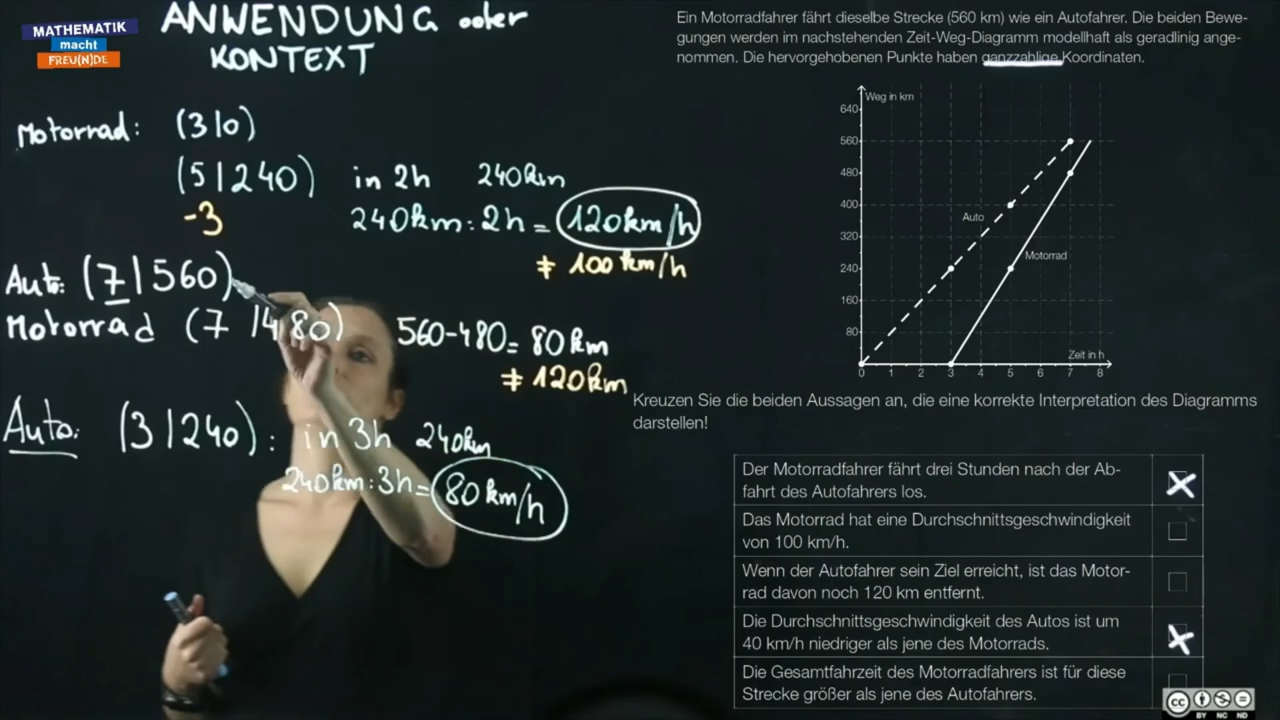 MATHEMATIK
macht
FREU(N)DE
ANWENDUNG oder
KONTEXT
Motorrad: (3|0)
(5|240) in 2h 240km
-3 240km:2h = 120km/h
≠ 100 km/h
Auto: (7|560)
Motorrad (7|480) 560-480= 80km
≠ 120km
Auto: (3|240): in 3h 240km
240km:3h= 80km/h
Ein Motorradfahrer fährt dieselbe Strecke (560 km) wie ein Autofahrer. Die beiden Bewe-
gungen werden im nachstehenden Zeit-Weg-Diagramm modellhaft als geradlinig ange-
nommen. Die hervorgehobenen Punkte haben ganzzahlige Koordinaten.
Weg in km
640
560
480
400
Auto
320
Motorrad
240
160
80
Zeit in h
0 1 2 3 4 5 6 7 8
Kreuzen Sie die beiden Aussagen an, die eine korrekte Interpretation des Diagramms
darstellen!
Der Motorradfahrer fährt drei Stunden nach der Ab-
fahrt des Autofahrers los.
Das Motorrad hat eine Durchschnittsgeschwindigkeit
von 100 km/h.
Wenn der Autofahrer sein Ziel erreicht, ist das Motor-
rad davon noch 120 km entfernt.
Die Durchschnittsgeschwindigkeit des Autos ist um
40 km/h niedriger als jene des Motorrads.
Die Gesamtfahrzeit des Motorradfahrers ist für diese
Strecke größer als jene des Autofahrers.
cc
BY NC ND